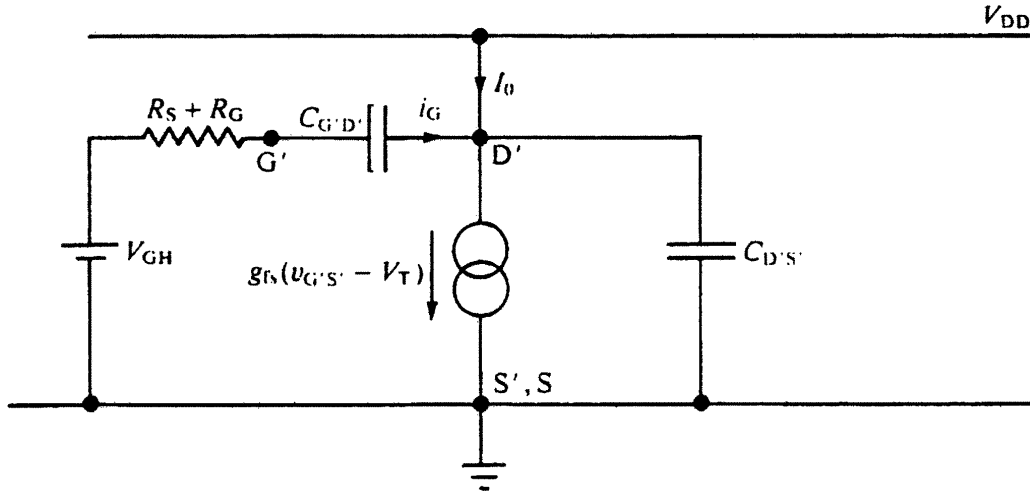 V_DD
I_0
R_S + R_G
C_G'D'
i_G
G'
D'
V_GH
g_fs(v_G'S' − V_T)
C_D'S'
S', S